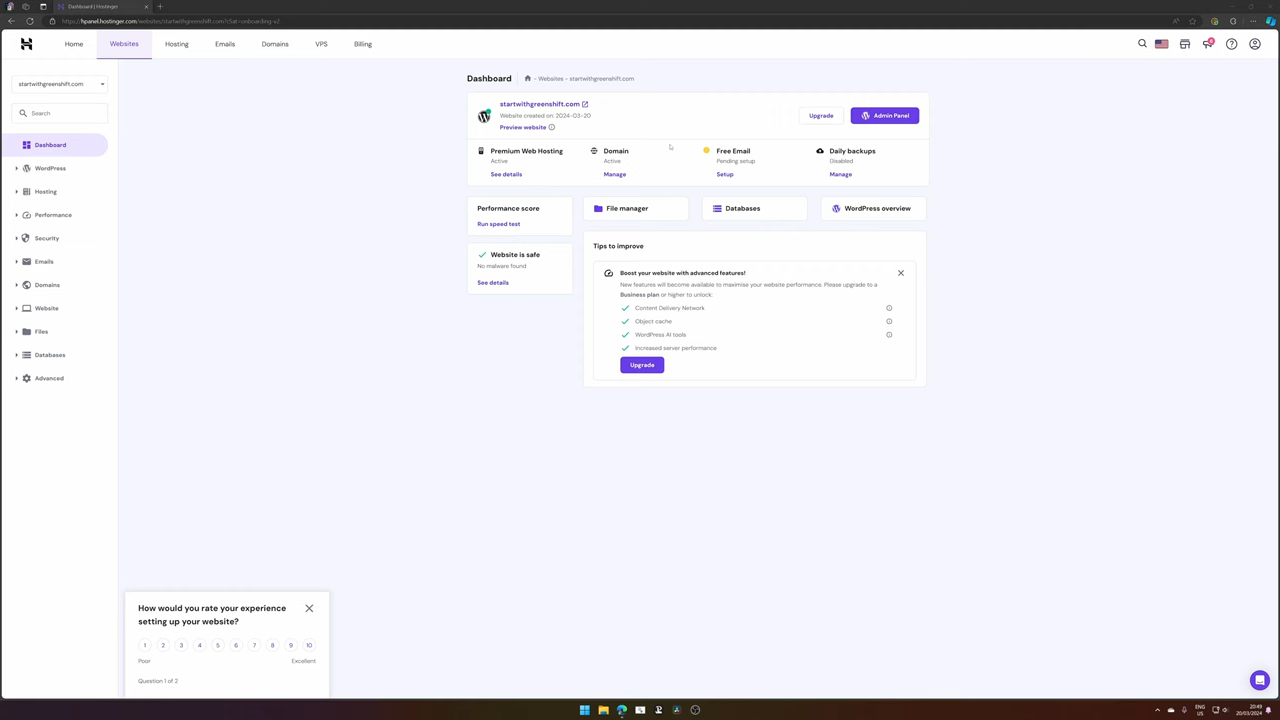 Dashboard | Hostinger
https://hpanel.hostinger.com/websites/startwithgreenshift.com?cSat=onboarding-v2
Home
Websites
Hosting
Emails
Domains
VPS
Billing
startwithgreenshift.com
Search
Dashboard
WordPress
Hosting
Performance
Security
Emails
Domains
Website
Files
Databases
Advanced
Dashboard
- Websites - startwithgreenshift.com
startwithgreenshift.com
Website created on: 2024-03-20
Preview website
Upgrade
Admin Panel
Premium Web Hosting
Active
See details
Domain
Active
Manage
Free Email
Pending setup
Setup
Daily backups
Disabled
Manage
Performance score
Run speed test
File manager
Databases
WordPress overview
Website is safe
No malware found
See details
Tips to improve
Boost your website with advanced features!
New features will become available to maximise your website performance. Please upgrade to a
Business plan or higher to unlock:
Content Delivery Network
Object cache
WordPress AI tools
Increased server performance
Upgrade
How would you rate your experience
setting up your website?
1 2 3 4 5 6 7 8 9 10
Poor
Excellent
Question 1 of 2
ENG
US
20:49
20/03/2024